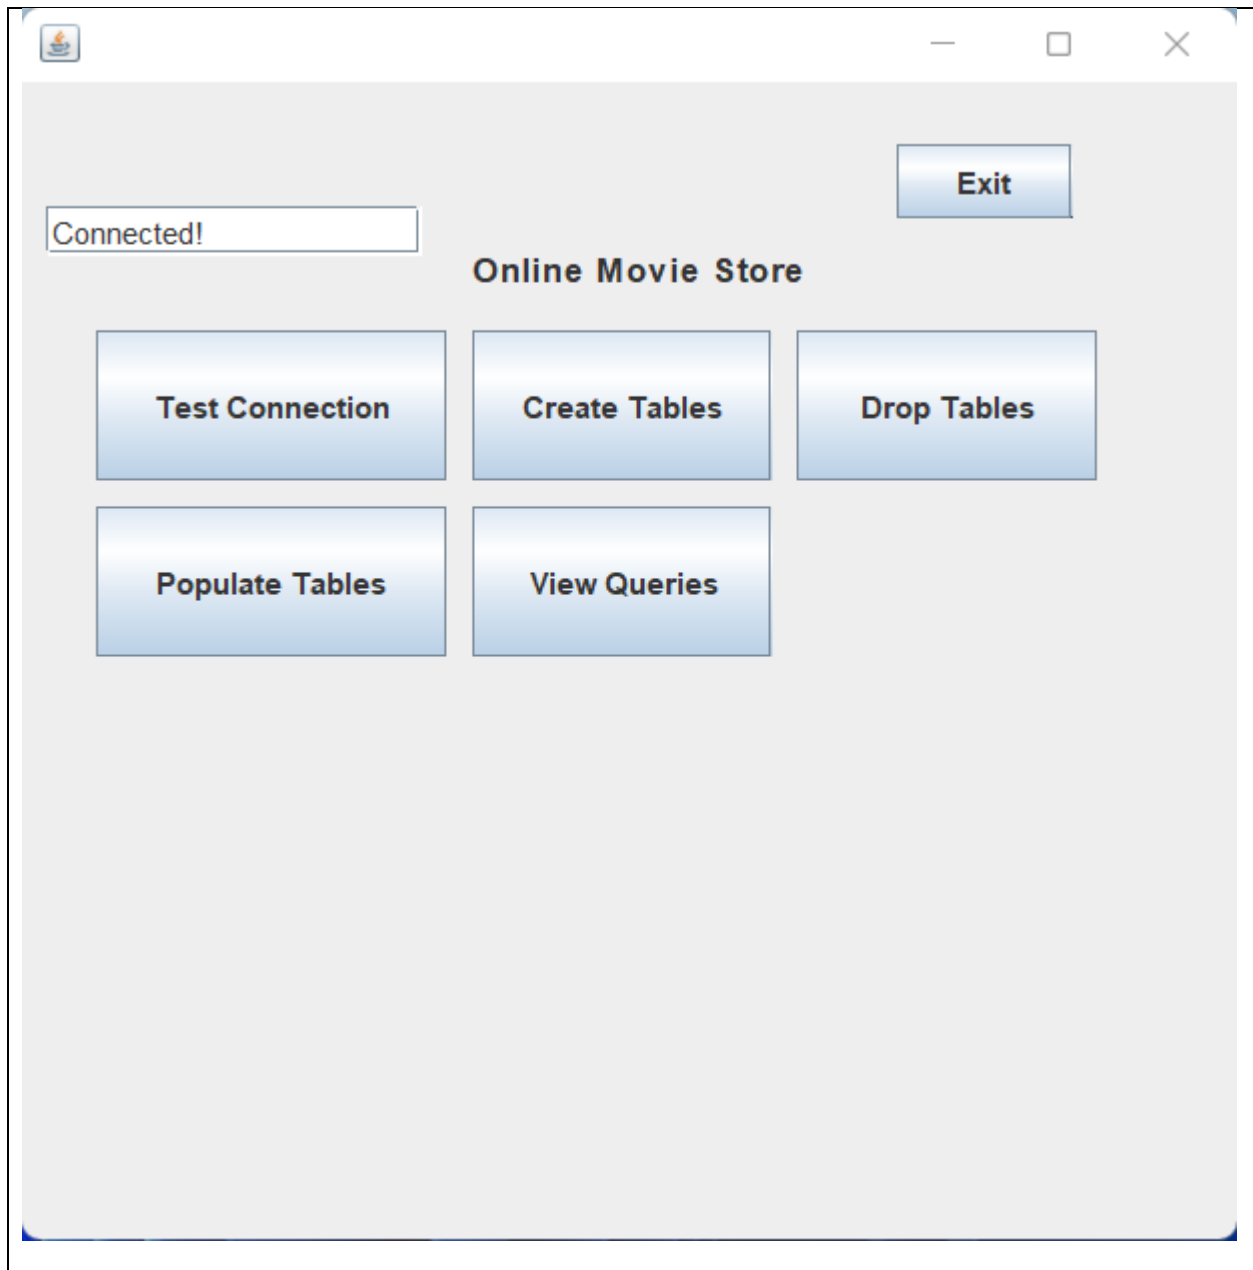 Exit
Connected!
Online Movie Store
Test Connection
Create Tables
Drop Tables
Populate Tables
View Queries